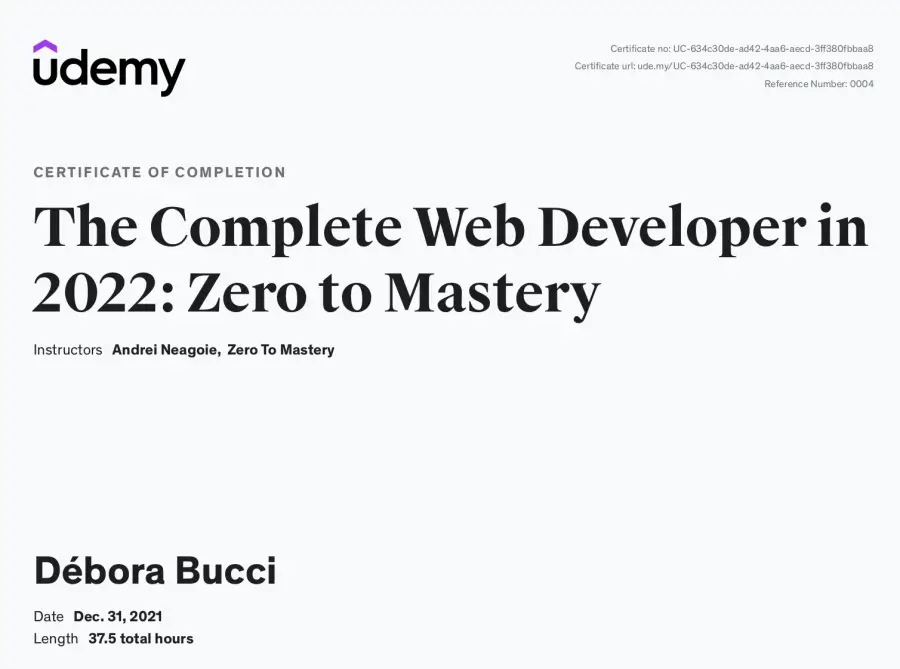 udemy
Certificate no: UC-634c30de-ad42-4aa6-aecd-3ff380fbbaa8
Certificate url: ude.my/UC-634c30de-ad42-4aa6-aecd-3ff380fbbaa8
Reference Number: 0004
CERTIFICATE OF COMPLETION
The Complete Web Developer in
2022: Zero to Mastery
Instructors Andrei Neagoie, Zero To Mastery
Débora Bucci
Date Dec. 31, 2021
Length 37.5 total hours